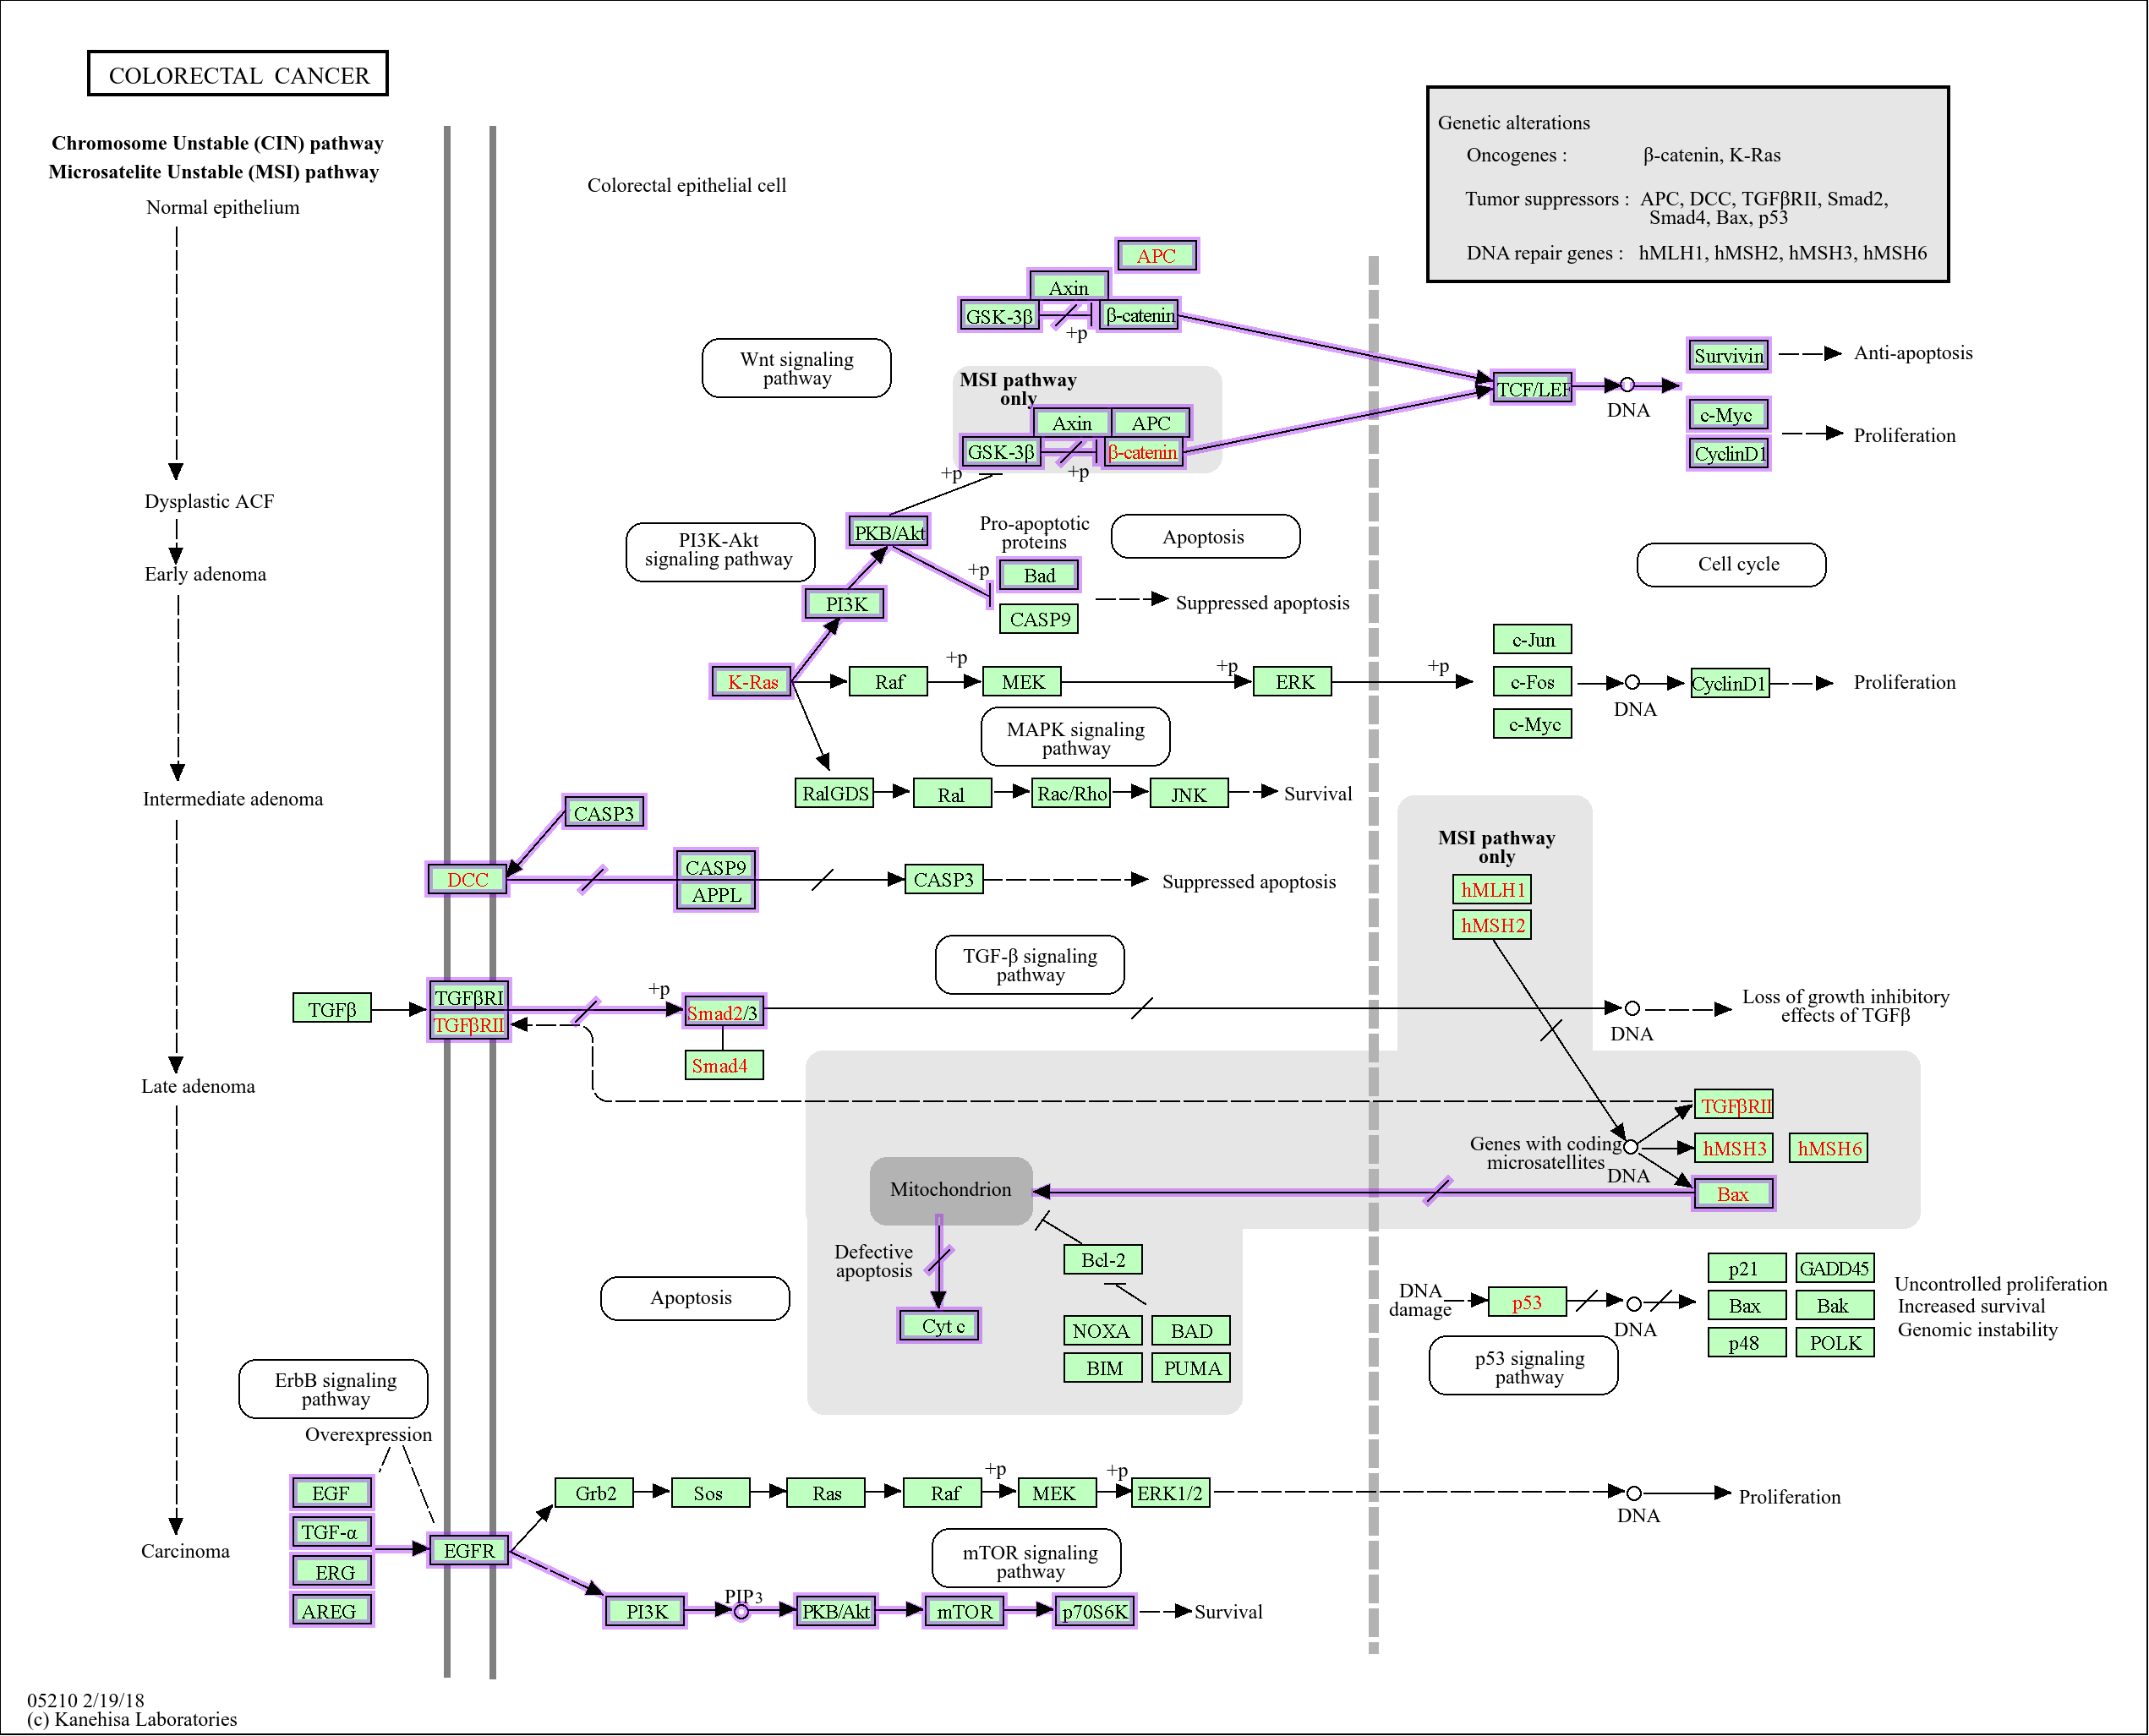 COLORECTAL CANCER
Chromosome Unstable (CIN) pathway
Microsatelite Unstable (MSI) pathway
Normal epithelium
Dysplastic ACF
Early adenoma
Intermediate adenoma
Late adenoma
Carcinoma
Colorectal epithelial cell
Genetic alterations
Oncogenes : β-catenin, K-Ras
Tumor suppressors : APC, DCC, TGFβRII, Smad2,
Smad4, Bax, p53
DNA repair genes : hMLH1, hMSH2, hMSH3, hMSH6
APC
Axin
GSK-3β
β-catenin
+p
Wnt signaling
pathway
MSI pathway
only
Axin
APC
GSK-3β
β-catenin
+p
+p
TCF/LEF
DNA
Survivin
Anti-apoptosis
c-Myc
CyclinD1
Proliferation
PI3K-Akt
signaling pathway
PKB/Akt
Pro-apoptotic
proteins
Apoptosis
Cell cycle
+p
Bad
PI3K
CASP9
Suppressed apoptosis
K-Ras
Raf
+p
MEK
+p
ERK
+p
c-Jun
c-Fos
c-Myc
DNA
CyclinD1
Proliferation
MAPK signaling
pathway
RalGDS
Ral
Rac/Rho
JNK
Survival
CASP3
DCC
CASP9
APPL
CASP3
Suppressed apoptosis
MSI pathway
only
hMLH1
hMSH2
TGF-β signaling
pathway
TGFβ
TGFβRI
TGFβRII
+p
Smad2/3
Smad4
DNA
Loss of growth inhibitory
effects of TGFβ
Genes with coding
microsatellites
DNA
TGFβRII
hMSH3
hMSH6
Bax
Mitochondrion
Defective
apoptosis
Cyt c
Bcl-2
NOXA
BAD
BIM
PUMA
Apoptosis
DNA
damage
p53
DNA
p21
GADD45
Bax
Bak
p48
POLK
Uncontrolled proliferation
Increased survival
Genomic instability
p53 signaling
pathway
ErbB signaling
pathway
Overexpression
EGF
TGF-α
ERG
AREG
EGFR
Grb2
Sos
Ras
Raf
+p
MEK
+p
ERK1/2
DNA
Proliferation
mTOR signaling
pathway
PI3K
PIP3
PKB/Akt
mTOR
p70S6K
Survival
05210 2/19/18
(c) Kanehisa Laboratories